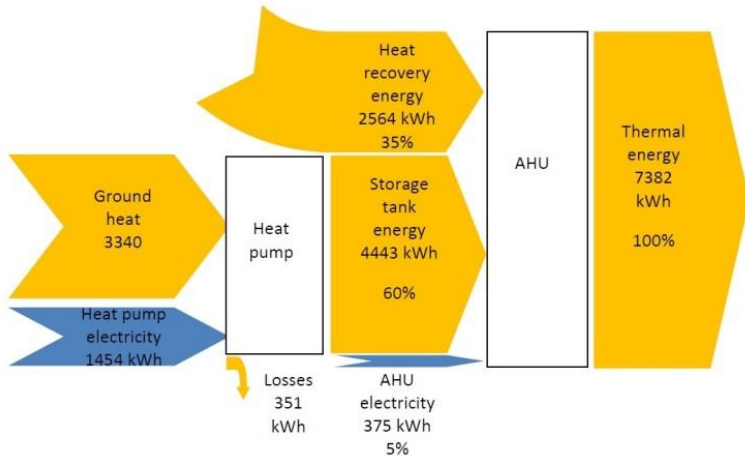 Heat
recovery
energy
2564 kWh
35%
AHU
Thermal
energy
7382
kWh
100%
Ground
heat
3340
Heat
pump
Storage
tank
energy
4443 kWh
60%
Heat pump
electricity
1454 kWh
Losses
351
kWh
AHU
electricity
375 kWh
5%